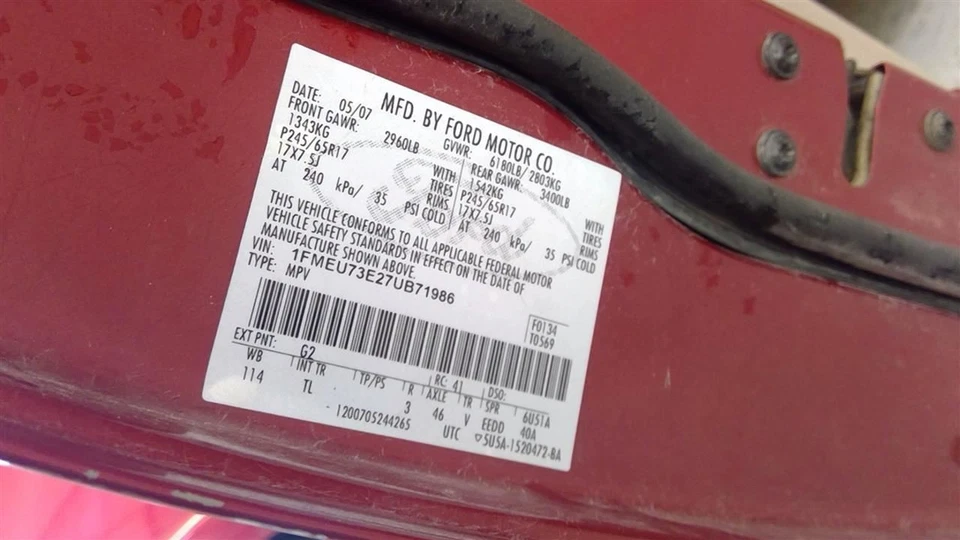 MFD. BY FORD MOTOR CO.
DATE: 05/07 GVWR: 6180LB/ 2803KG
FRONT GAWR: 2960LB REAR GAWR: 3400LB
1343KG WITH 1542KG WITH
P245/65R17 TIRES P245/65R17 TIRES
17X7.5J RIMS 17X7.5J RIMS
AT 240 kPa/ 35 PSI COLD AT 240 kPa/ 35 PSI COLD
THIS VEHICLE CONFORMS TO ALL APPLICABLE FEDERAL MOTOR
VEHICLE SAFETY STANDARDS IN EFFECT ON THE DATE OF
MANUFACTURE SHOWN ABOVE.
VIN: 1FMEU73E27UB71986
TYPE: MPV
F0134
T0569
EXT PNT: G2 RC: 41 DSO:
WB INT TR TP/PS R AXLE TR SPR 6U51A
114 TL 3 46 V EEDD 40A
1200705244265 UTC ▽5U5A-1520472-BA
Ford